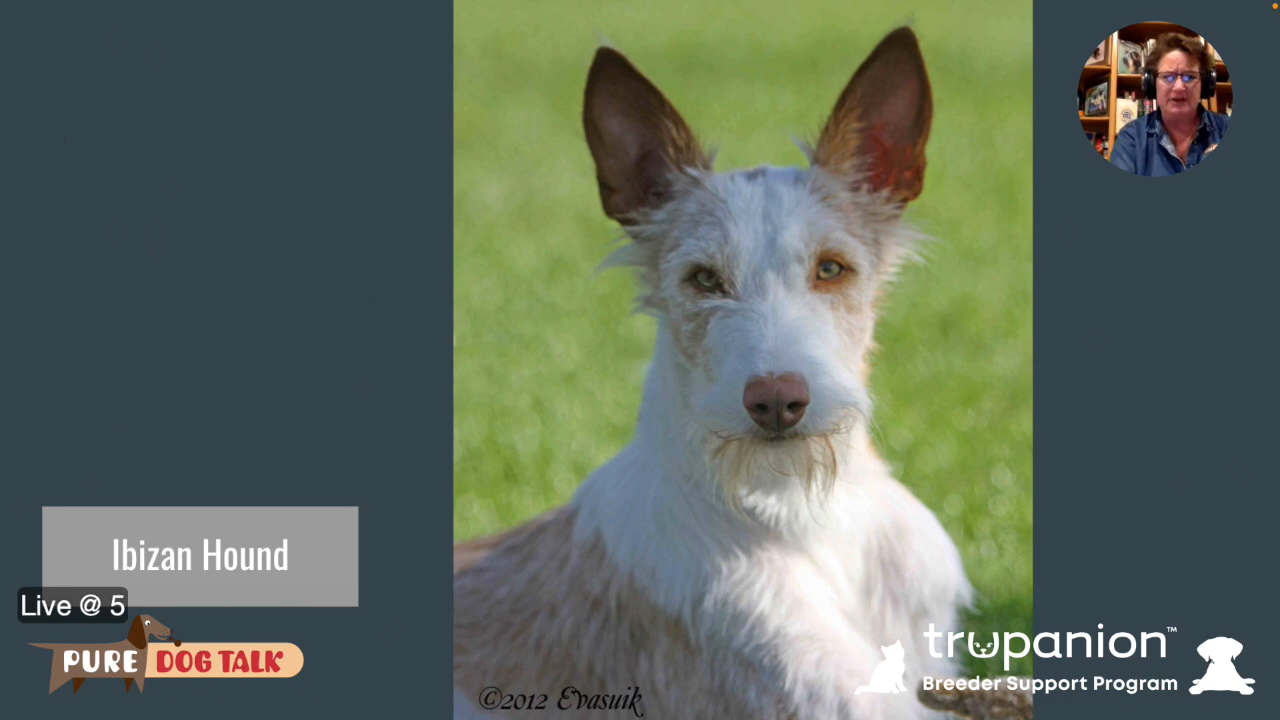 Ibizan Hound
Live @ 5
PURE DOG TALK
trupanion™
Breeder Support Program
©2012 Evasuik